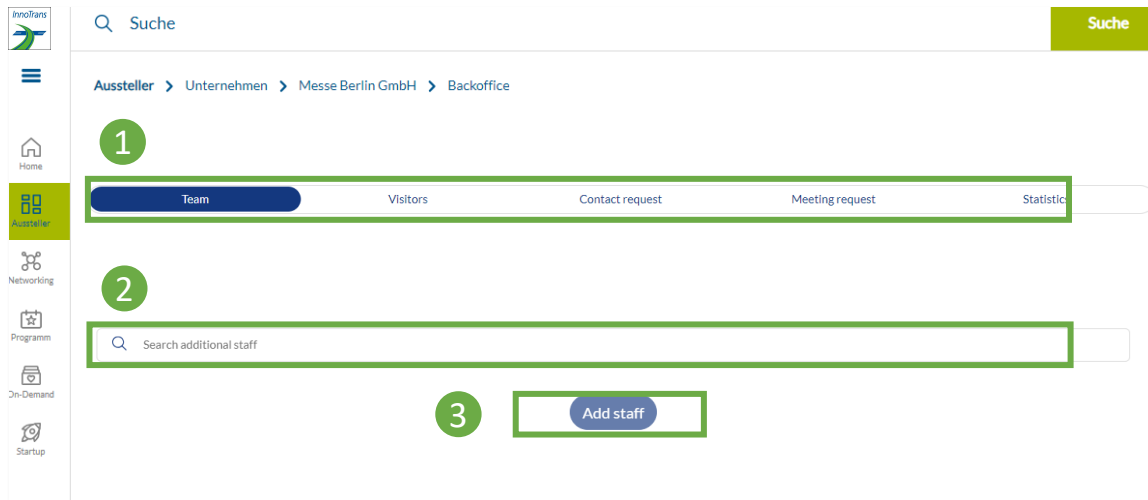 InnoTrans
Suche
Suche
Aussteller > Unternehmen > Messe Berlin GmbH > Backoffice
1
Home
Team Visitors Contact request Meeting request Statistics
Aussteller
Networking
2
Programm
Search additional staff
On-Demand
3
Add staff
Startup